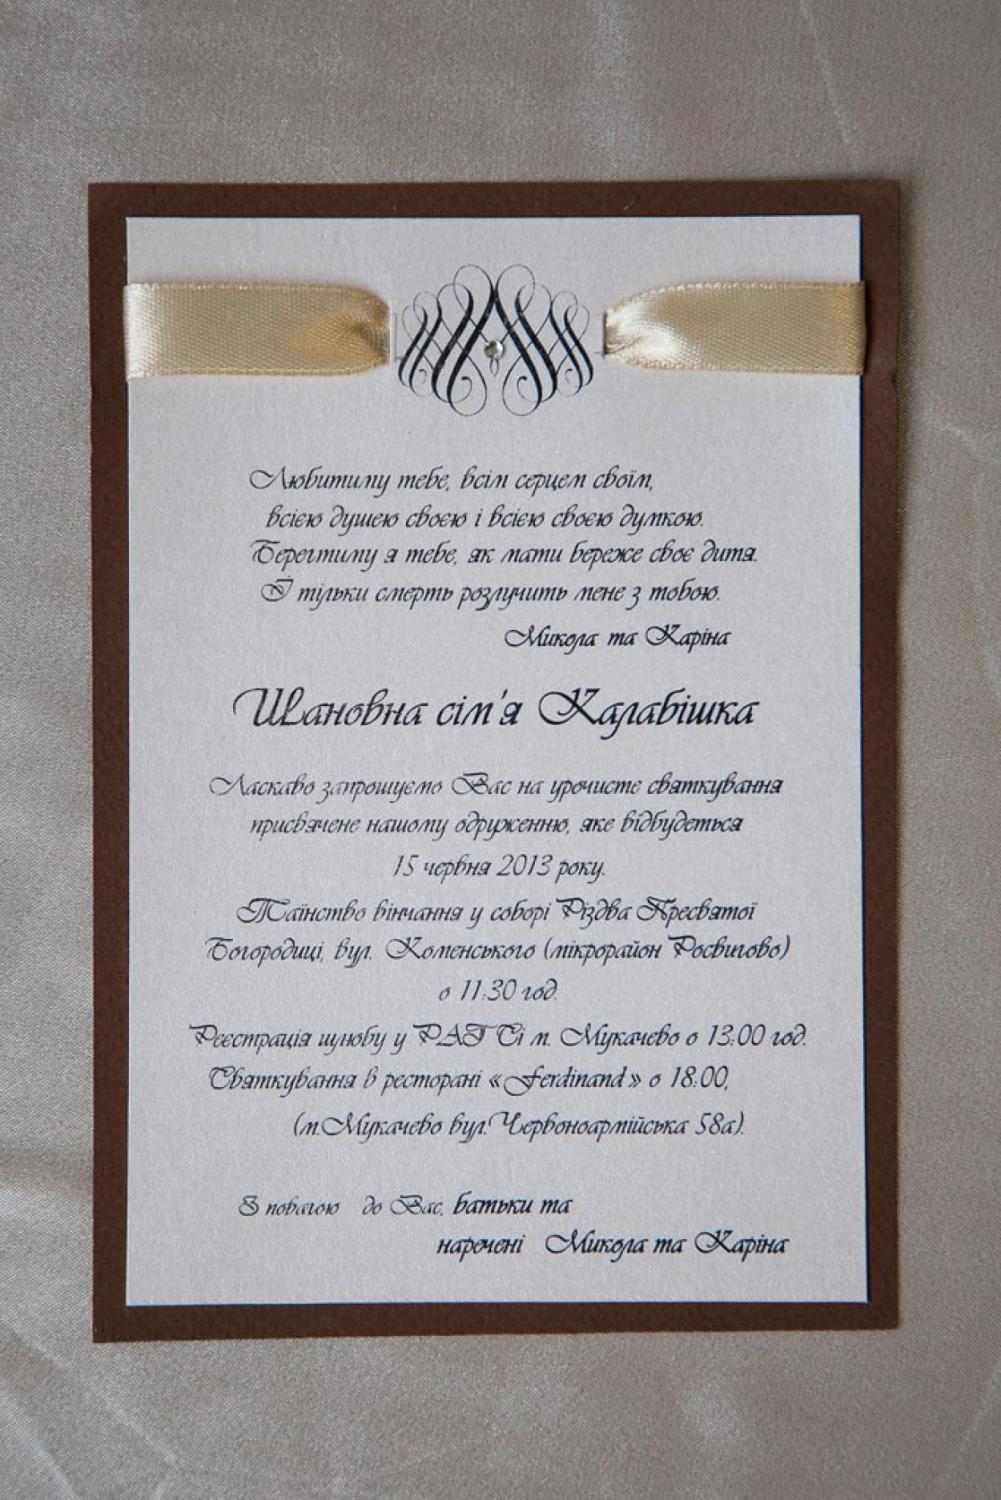 Любитиму тебе, всім серцем своїм,
всією душею своєю і всією своєю думкою.
Берегтиму я тебе, як мати береже своє дитя.
Й тільки смерть розлучить мене з тобою.
Микола та Каріна
Шановна сім'я Калабішка
Ласкаво запрошуємо Вас на урочисте святкування
присвячене нашому одруженню, яке відбудеться
15 червня 2013 року.
Таїнство вінчання у соборі Різдва Пресвятої
Богородиці, вул. Коменського (мікрорайон Росвигово)
о 11:30 год.
Реєстрація шлюбу у РАГСі м. Мукачево о 13:00 год.
Святкування в ресторані «Ferdinand» о 18:00,
(м.Мукачево вул.Червоноармійська 58а).
З повагою до Вас, батьки та
наречені Микола та Каріна